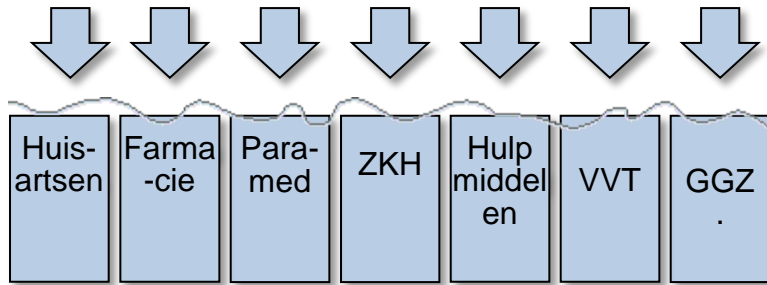 Huis-
artsen
Farma
-cie
Para-
med
ZKH
Hulp
middel
en
VVT
GGZ
.